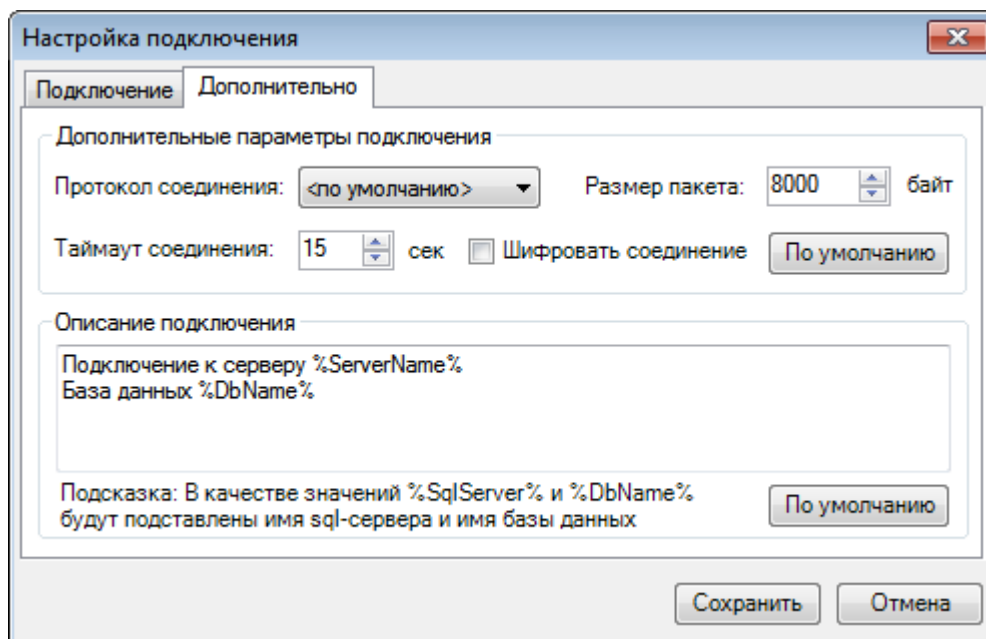 Настройка подключения
Подключение Дополнительно
Дополнительные параметры подключения
Протокол соединения: <по умолчанию> Размер пакета: 8000 байт
Таймаут соединения: 15 сек Шифровать соединение По умолчанию
Описание подключения
Подключение к серверу %ServerName%
База данных %DbName%
Подсказка: В качестве значений %SqlServer% и %DbName%
будут подставлены имя sql-сервера и имя базы данных По умолчанию
Сохранить Отмена